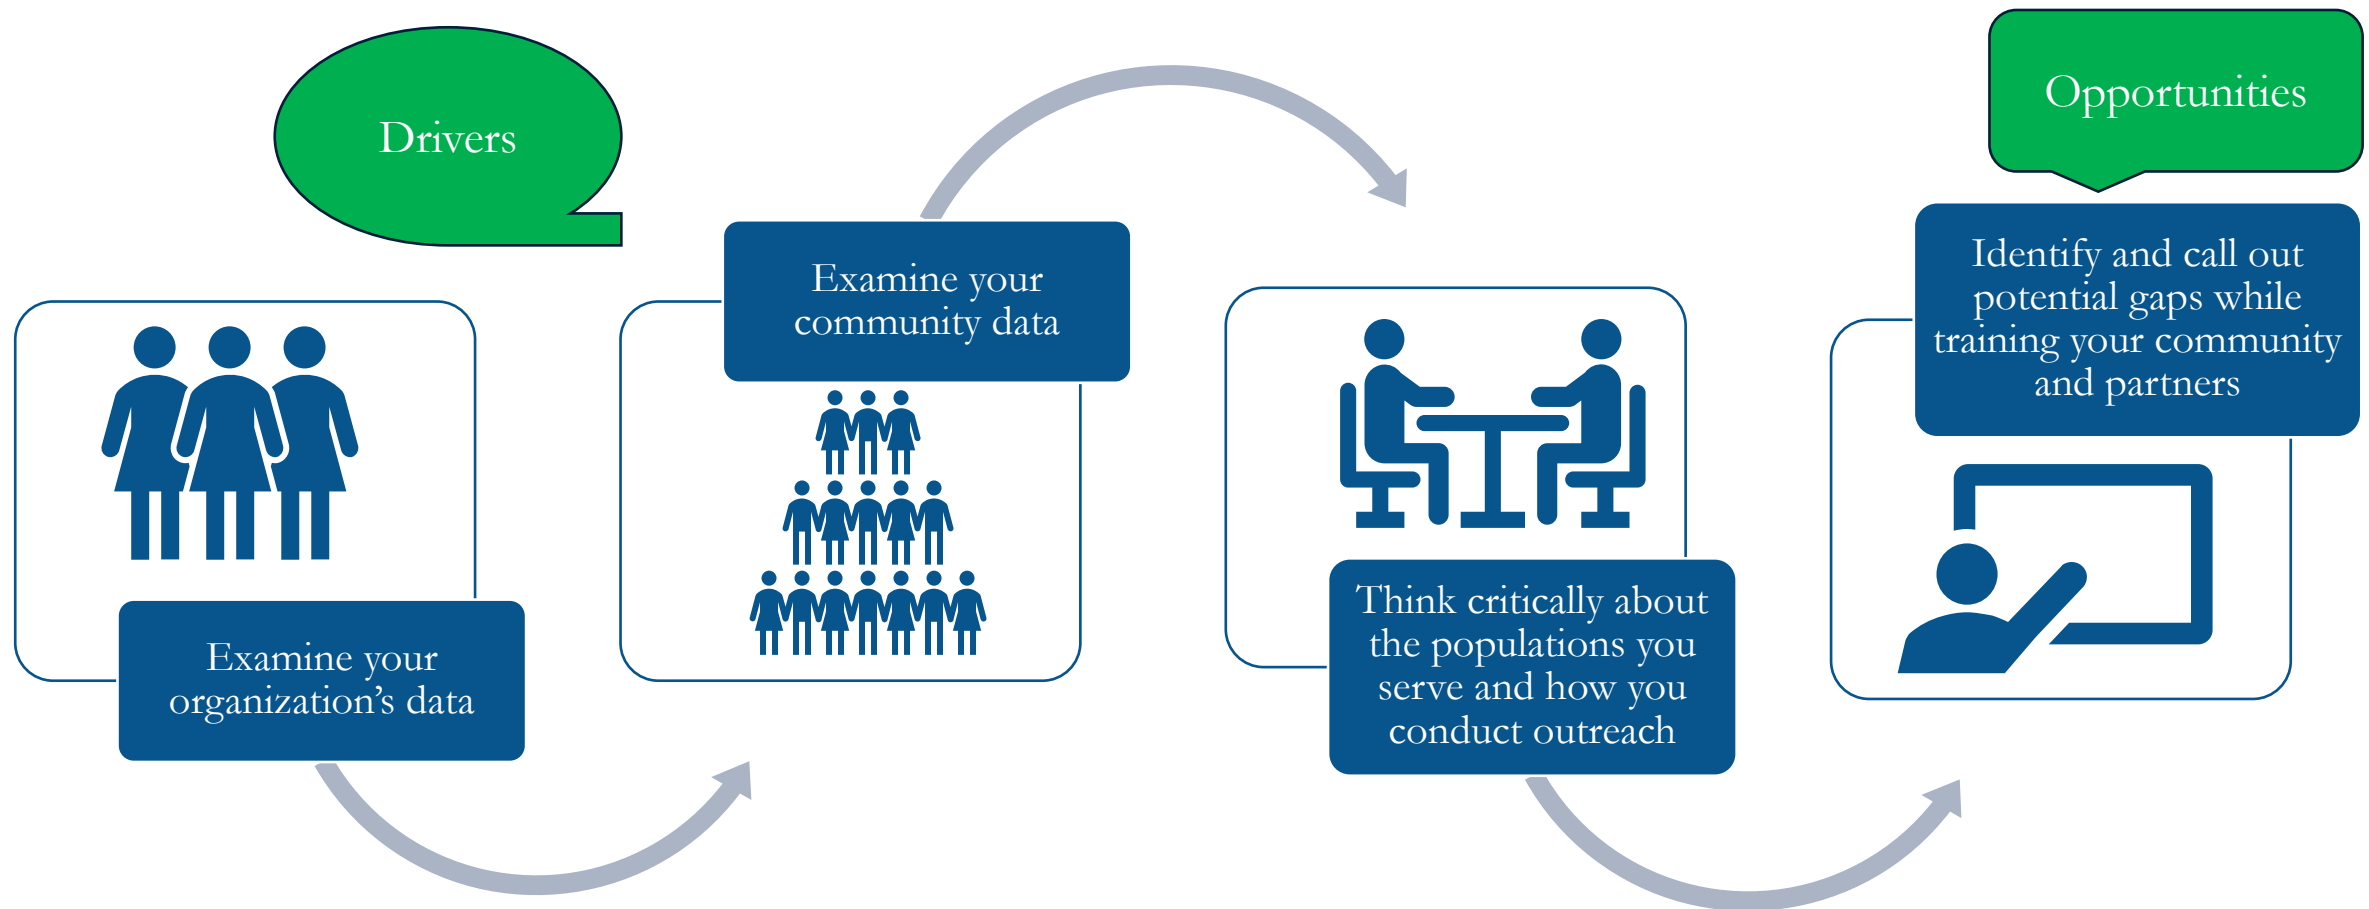 Drivers
Examine your
organization’s data
Examine your
community data
Think critically about
the populations you
serve and how you
conduct outreach
Opportunities
Identify and call out
potential gaps while
training your community
and partners